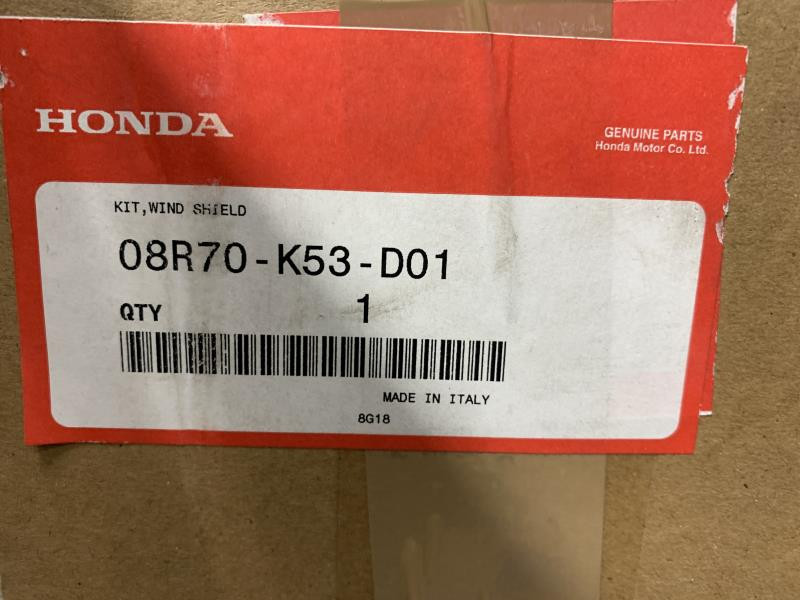 HONDA
GENUINE PARTS
Honda Motor Co. Ltd.
KIT,WIND SHIELD
08R70-K53-D01
QTY 1
MADE IN ITALY
8G18